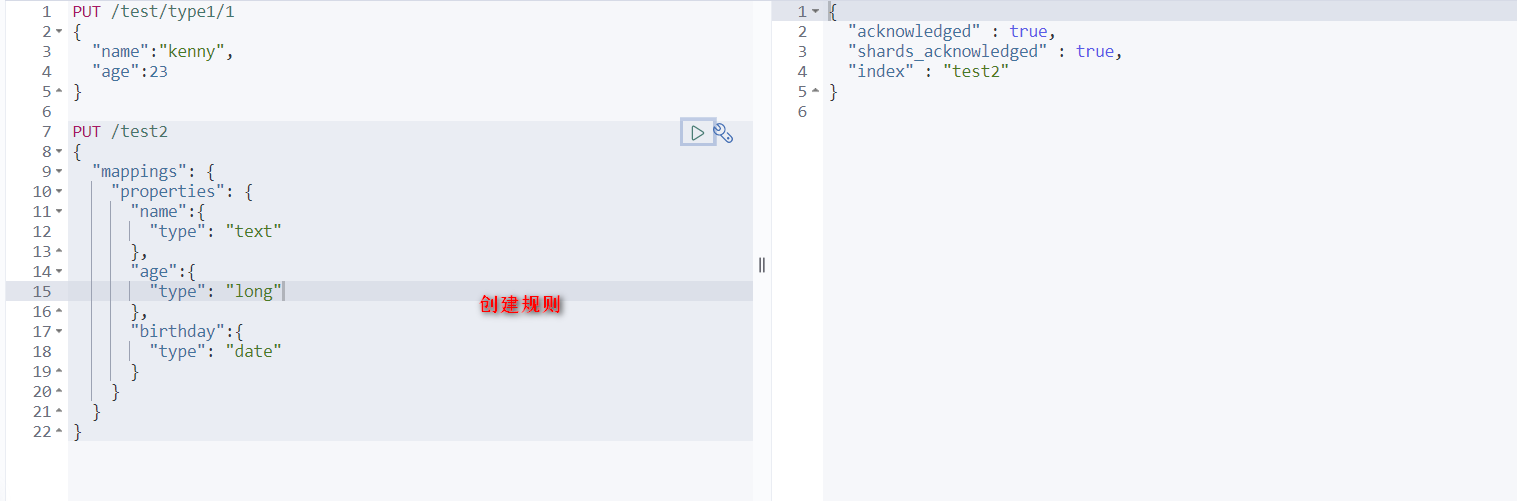 1 PUT /test/type1/1
2 {
3 "name":"kenny",
4 "age":23
5 }
6
7 PUT /test2
8 {
9 "mappings": {
10 "properties": {
11 "name":{
12 "type": "text"
13 },
14 "age":{
15 "type": "long"
16 },
17 "birthday":{
18 "type": "date"
19 }
20 }
21 }
22 }
创建规则
1 {
2 "acknowledged" : true,
3 "shards_acknowledged" : true,
4 "index" : "test2"
5 }
6